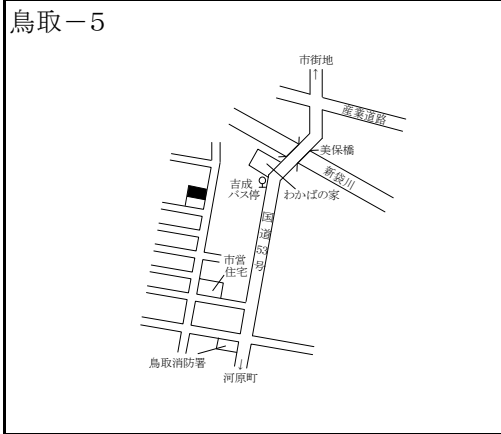 鳥取－5
市街地
↑
産業道路
美保橋
新袋川
わかばの家
吉成
バス停
国道53号
市営
住宅
鳥取消防署
↓
河原町